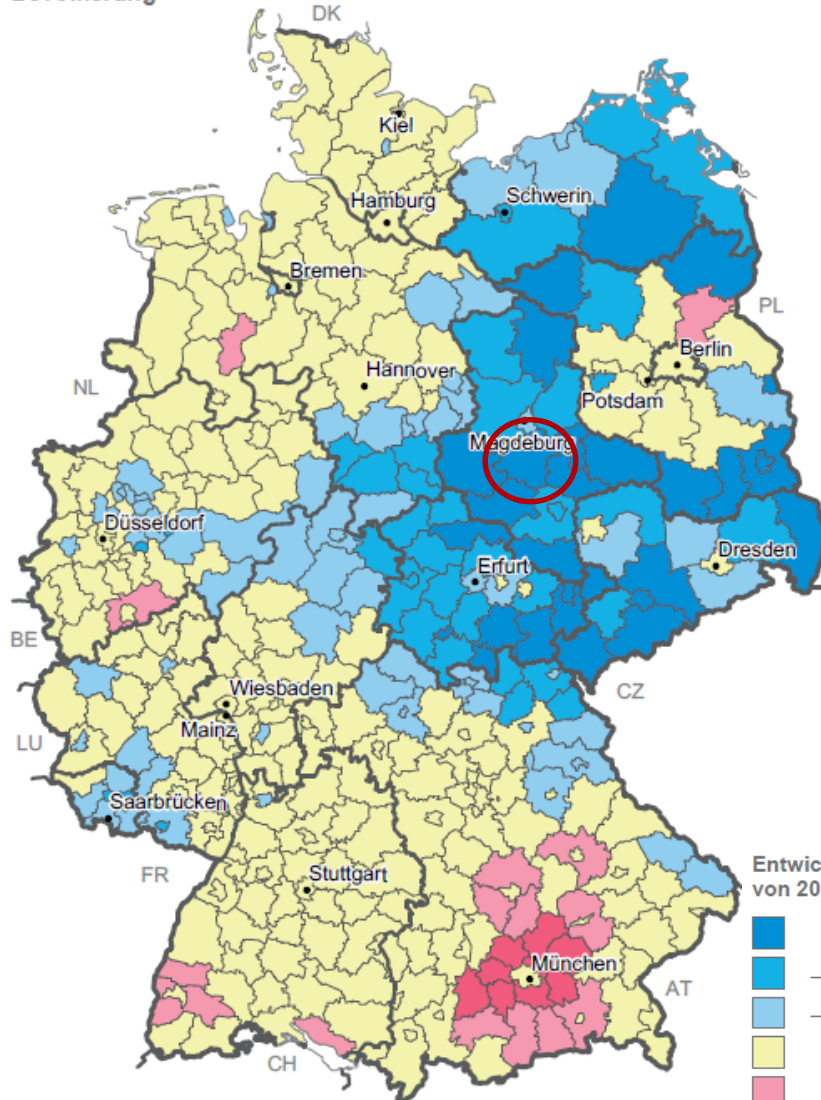 DK
Kiel
Schwerin
Hamburg
Bremen
PL
Berlin
Hannover
NL
Potsdam
Magdeburg
Düsseldorf
Dresden
Erfurt
BE
CZ
Wiesbaden
LU
Mainz
Saarbrücken
FR
Stuttgart
Entwic
von 20
München
AT
CH